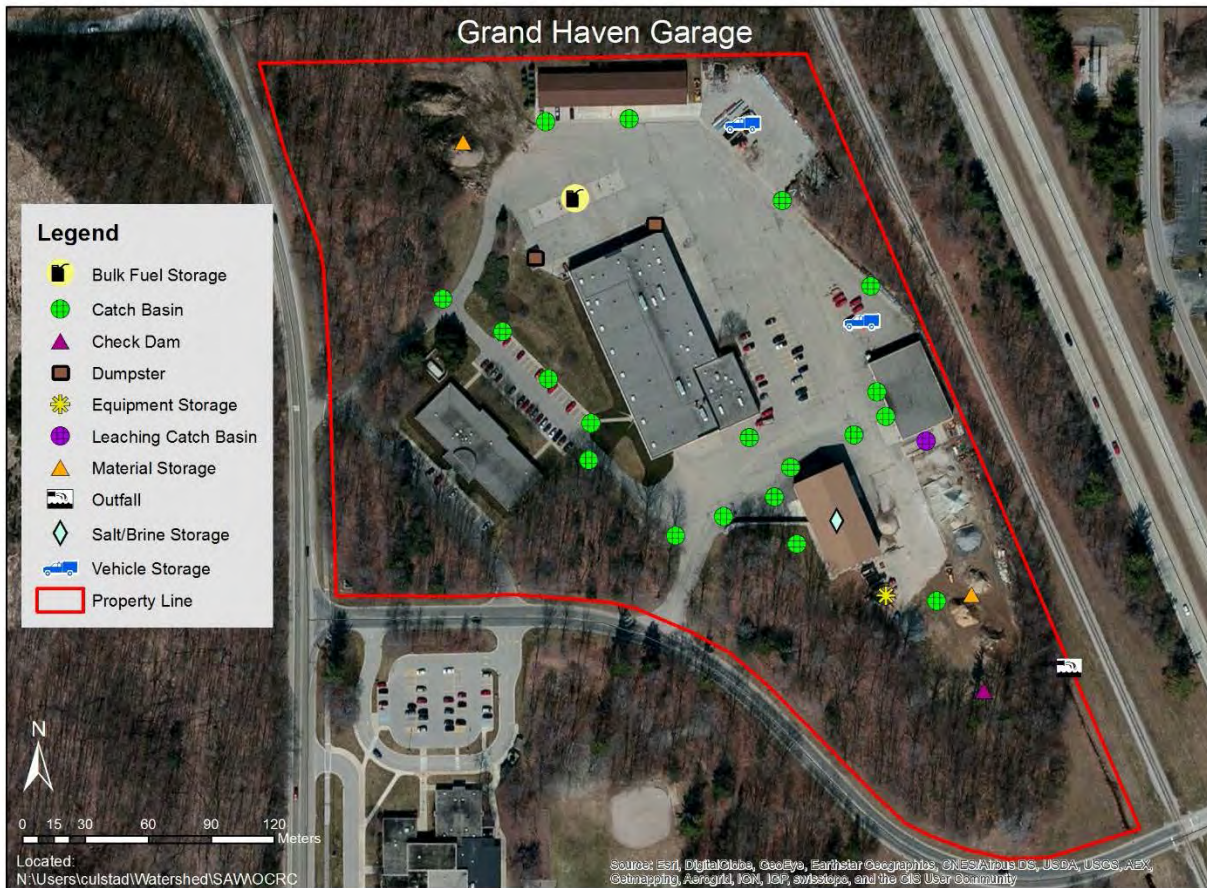 Grand Haven Garage
Legend
Bulk Fuel Storage
Catch Basin
Check Dam
Dumpster
Equipment Storage
Leaching Catch Basin
Material Storage
Outfall
Salt/Brine Storage
Vehicle Storage
Property Line
N
0 15 30 60 90 120
Meters
Located:
N:\Users\culstad\Watershed\SAW\OCRC
Source: Esri, DigitalGlobe, GeoEye, Earthstar Geographics, CNES/Airbus DS, USDA, USGS, AEX,
Getmapping, Aerogrid, IGN, IGP, swisstopo, and the GIS User Community